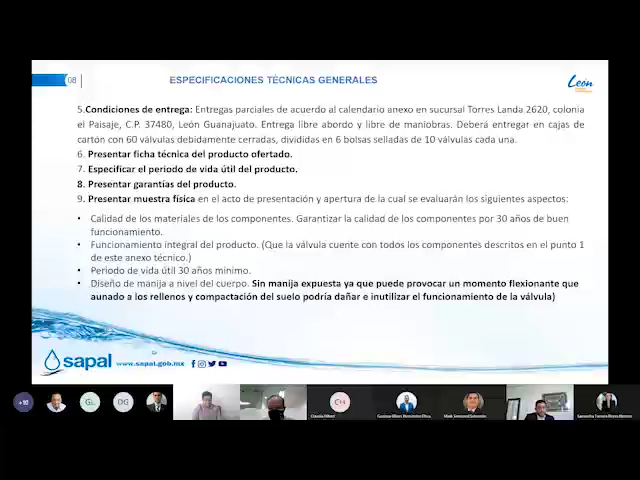 08
ESPECIFICACIONES TÉCNICAS GENERALES
León
5.Condiciones de entrega: Entregas parciales de acuerdo al calendario anexo en sucursal Torres Landa 2620, colonia
el Paisaje, C.P. 37480, León Guanajuato. Entrega libre abordo y libre de maniobras. Deberá entregar en cajas de
cartón con 60 válvulas debidamente cerradas, divididas en 6 bolsas selladas de 10 válvulas cada una.
6. Presentar ficha técnica del producto ofertado.
7. Especificar el periodo de vida útil del producto.
8. Presentar garantías del producto.
9. Presentar muestra física en el acto de presentación y apertura de la cual se evaluarán los siguientes aspectos:
• Calidad de los materiales de los componentes. Garantizar la calidad de los componentes por 30 años de buen
funcionamiento.
• Funcionamiento integral del producto. (Que la válvula cuente con todos los componentes descritos en el punto 1
de este anexo técnico.)
• Periodo de vida útil 30 años mínimo.
• Diseño de manija a nivel del cuerpo. Sin manija expuesta ya que puede provocar un momento flexionante que
aunado a los rellenos y compactación del suelo podría dañar e inutilizar el funcionamiento de la válvula)
sapal www.sapal.gob.mx
+10